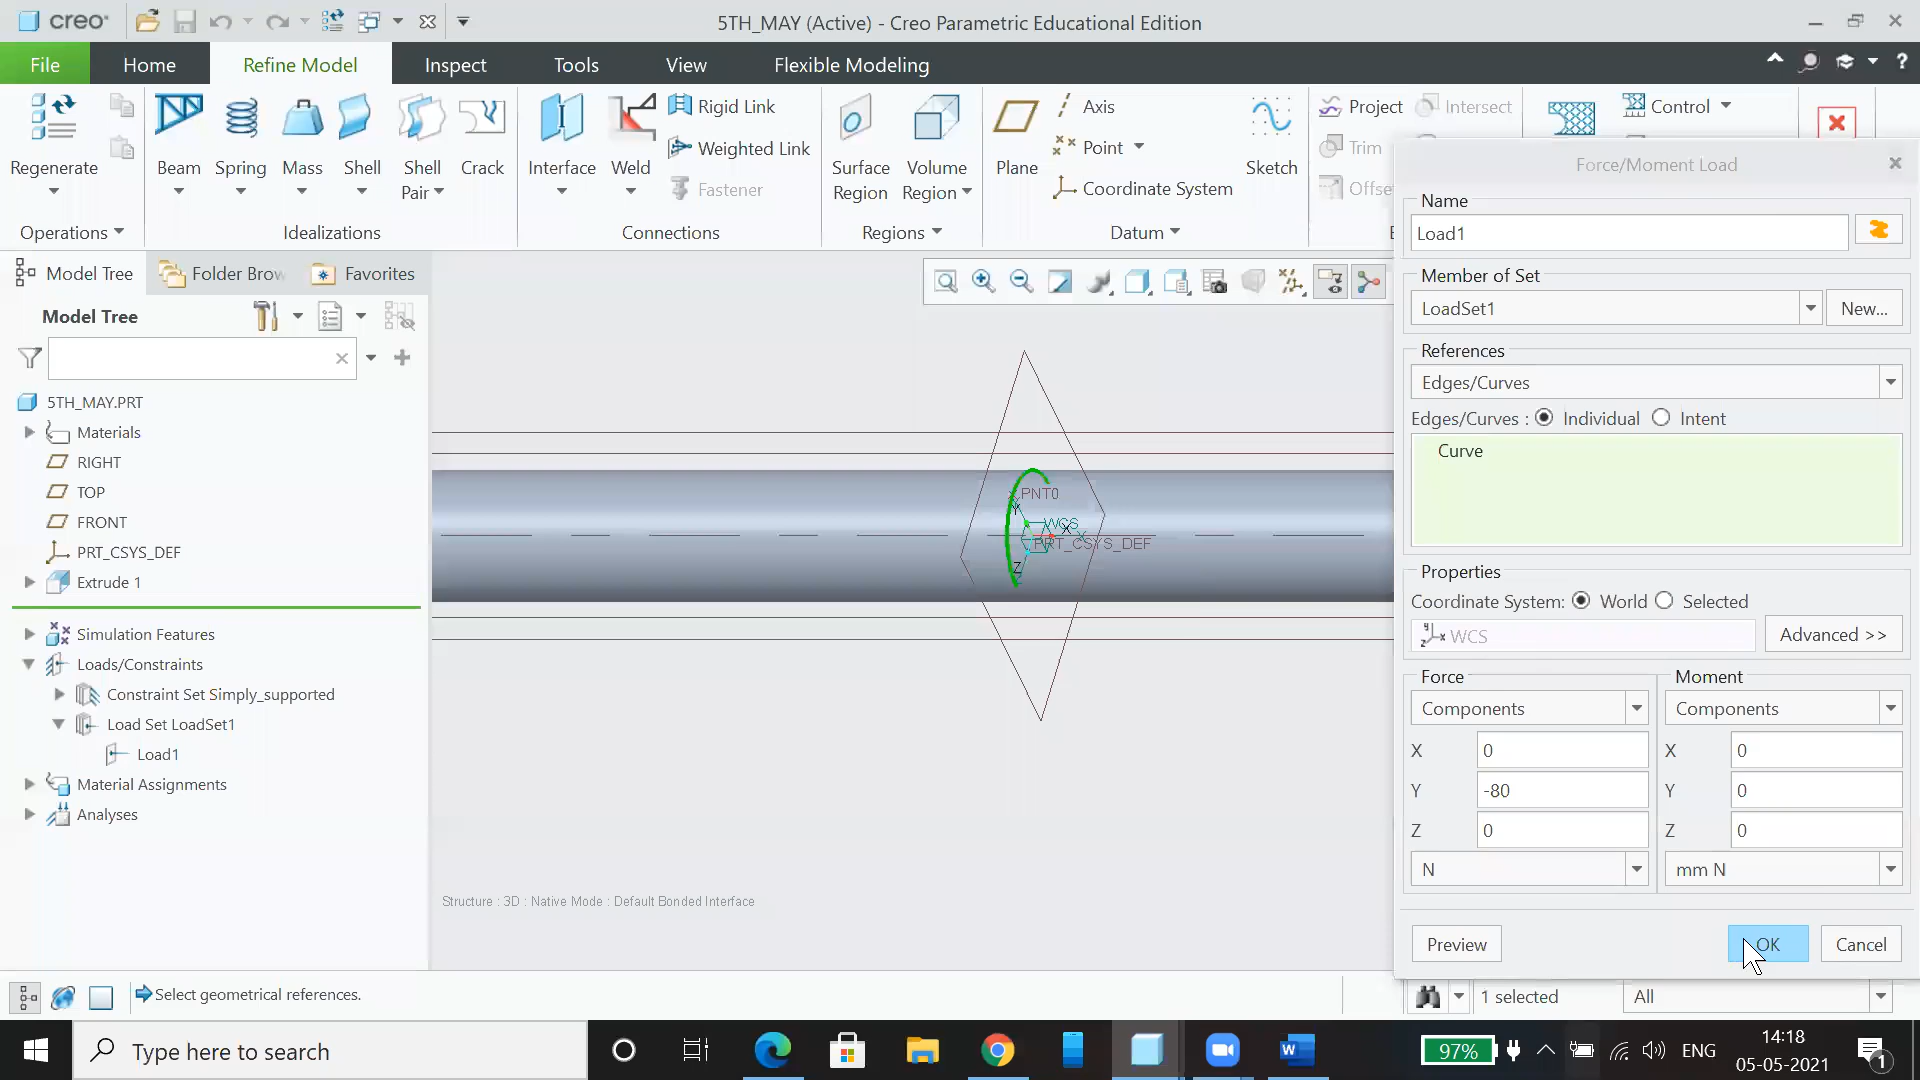 creo
5TH_MAY (Active) - Creo Parametric Educational Edition
File
Home
Refine Model
Inspect
Tools
View
Flexible Modeling
Regenerate
Operations
Beam
Spring
Mass
Shell
Shell
Pair
Crack
Idealizations
Interface
Weld
Rigid Link
Weighted Link
Fastener
Connections
Surface
Region
Volume
Region
Regions
Plane
Axis
Point
Coordinate System
Sketch
Datum
Project
Intersect
Trim
Offse
Control
Model Tree
Folder Brow
Favorites
Model Tree
5TH_MAY.PRT
Materials
RIGHT
TOP
FRONT
PRT_CSYS_DEF
Extrude 1
Simulation Features
Loads/Constraints
Constraint Set Simply_supported
Load Set LoadSet1
Load1
Material Assignments
Analyses
PNT0
Y
WCS
X
PRT_CSYS_DEF
Z
Structure : 3D : Native Mode : Default Bonded Interface
Force/Moment Load
Name
Load1
Member of Set
LoadSet1
New...
References
Edges/Curves
Edges/Curves : Individual Intent
Curve
Properties
Coordinate System: World Selected
WCS
Advanced >>
Force
Moment
Components
Components
X 0
X 0
Y -80
Y 0
Z 0
Z 0
N
mm N
Preview
OK
Cancel
Select geometrical references.
1 selected
All
Type here to search
97%
ENG
14:18
05-05-2021
1